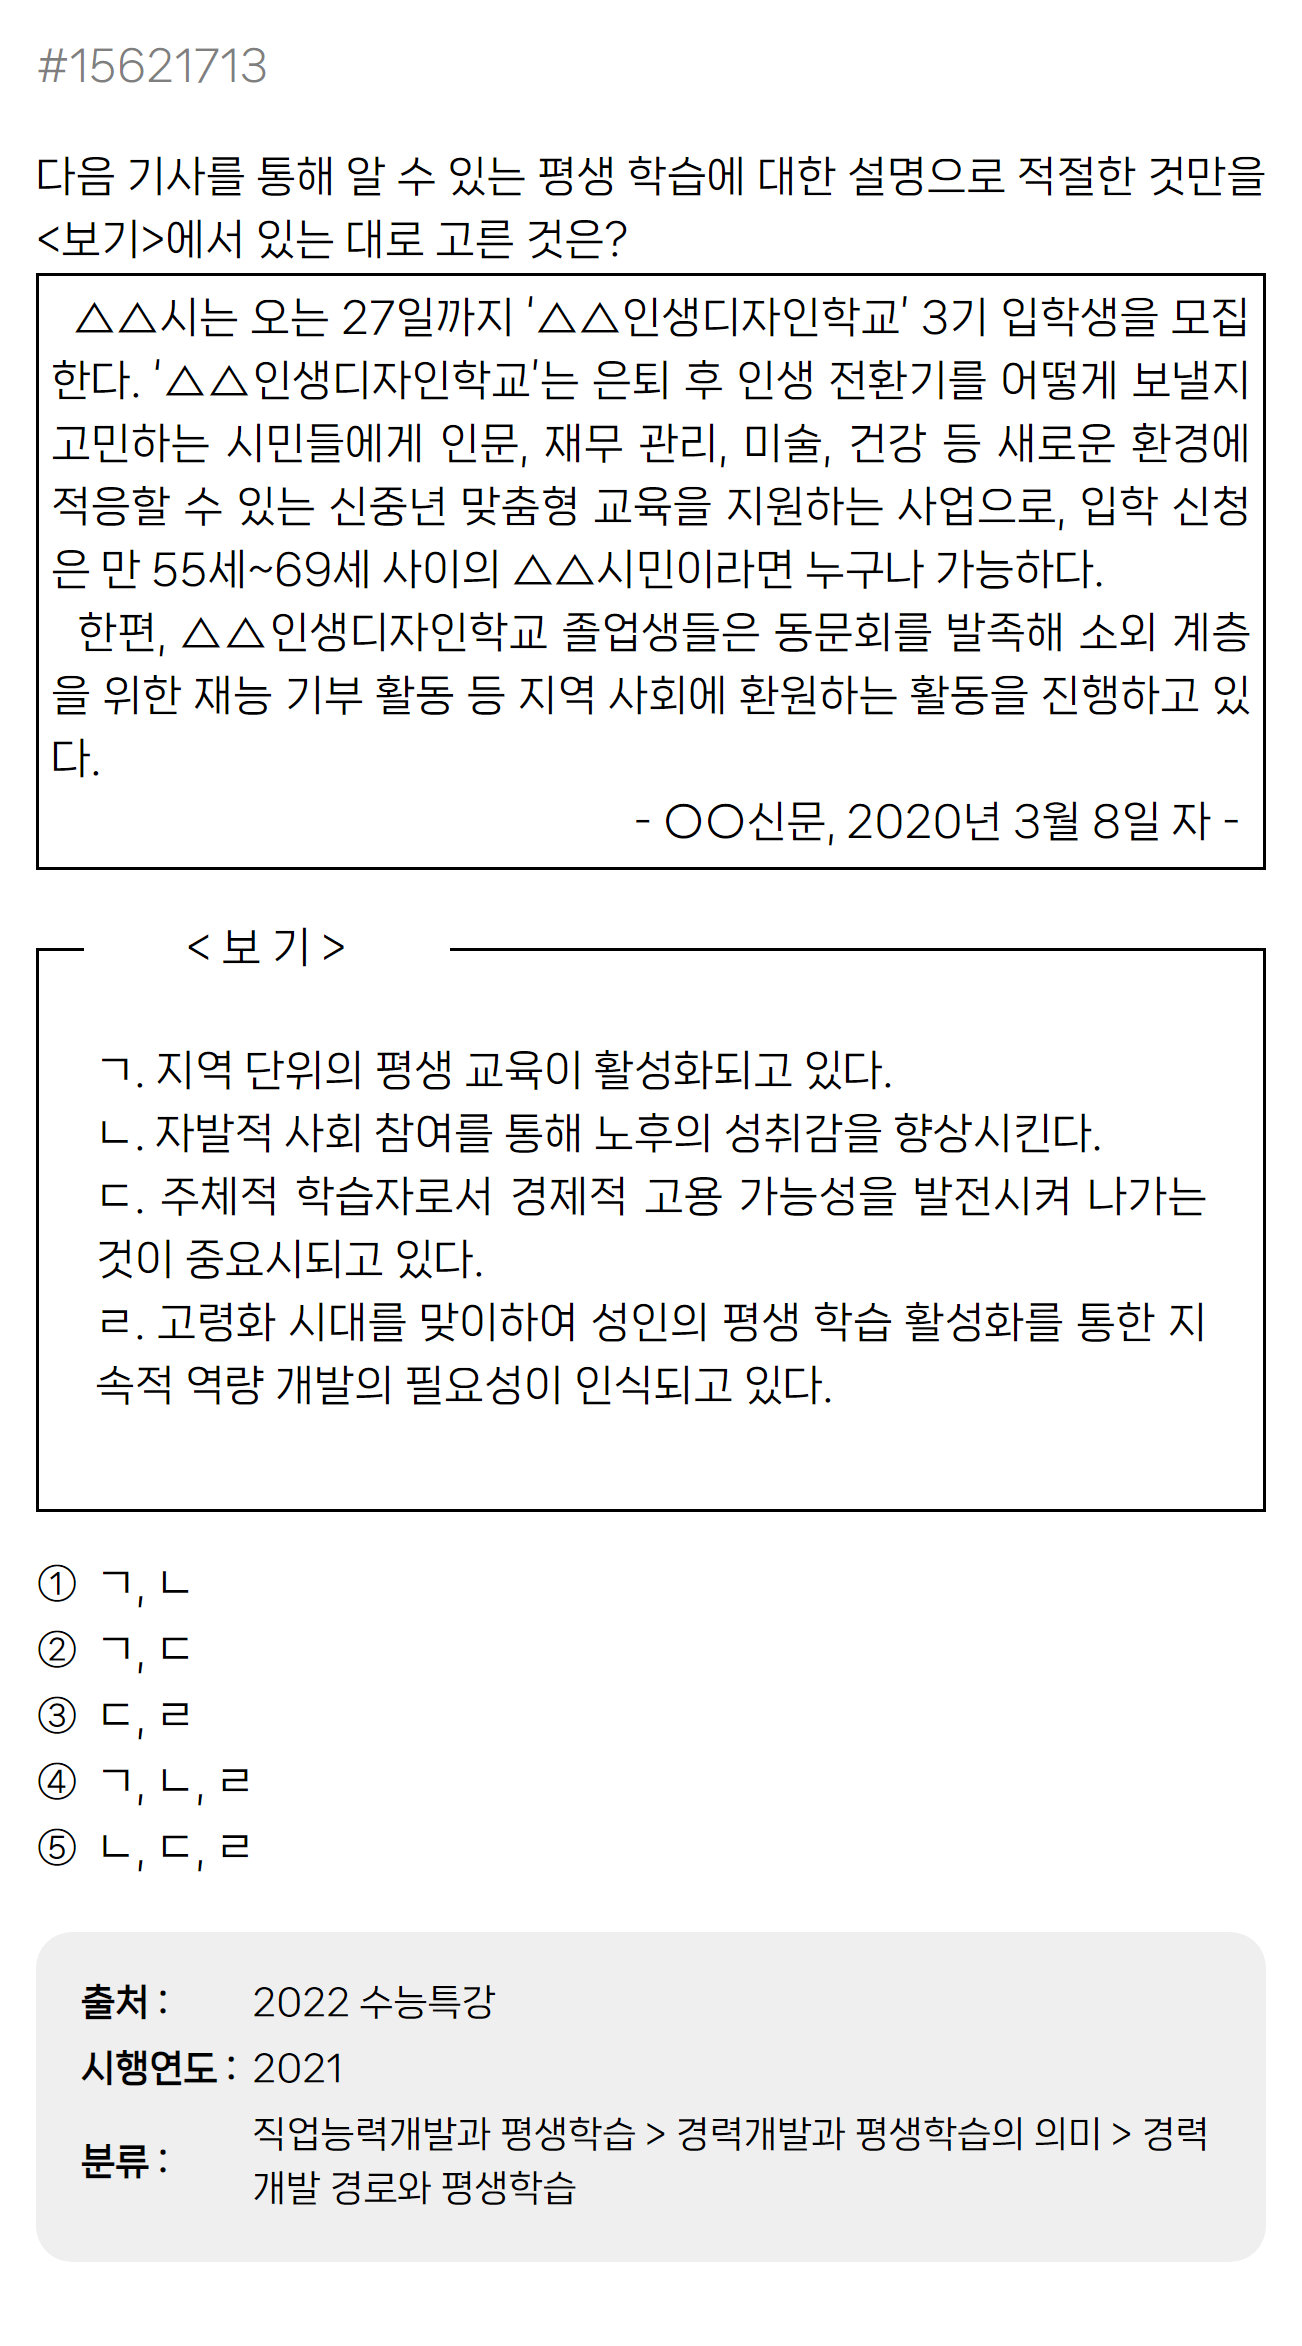 #15621713
다음 기사를 통해 알 수 있는 평생 학습에 대한 설명으로 적절한 것만을
<보기>에서 있는 대로 고른 것은?
△△시는 오는 27일까지 '△△인생디자인학교' 3기 입학생을 모집
한다. '△△인생디자인학교'는 은퇴 후 인생 전환기를 어떻게 보낼지
고민하는 시민들에게 인문, 재무 관리, 미술, 건강 등 새로운 환경에
적응할 수 있는 신중년 맞춤형 교육을 지원하는 사업으로, 입학 신청
은 만 55세~69세 사이의 △△시민이라면 누구나 가능하다.
한편, △△인생디자인학교 졸업생들은 동문회를 발족해 소외 계층
을 위한 재능 기부 활동 등 지역 사회에 환원하는 활동을 진행하고 있
다.
- ○○신문, 2020년 3월 8일 자 -
< 보 기 >
ㄱ. 지역 단위의 평생 교육이 활성화되고 있다.
ㄴ. 자발적 사회 참여를 통해 노후의 성취감을 향상시킨다.
ㄷ. 주체적 학습자로서 경제적 고용 가능성을 발전시켜 나가는
것이 중요시되고 있다.
ㄹ. 고령화 시대를 맞이하여 성인의 평생 학습 활성화를 통한 지
속적 역량 개발의 필요성이 인식되고 있다.
① ㄱ, ㄴ
② ㄱ, ㄷ
③ ㄷ, ㄹ
④ ㄱ, ㄴ, ㄹ
⑤ ㄴ, ㄷ, ㄹ
출처 : 2022 수능특강
시행연도 : 2021
분류 : 직업능력개발과 평생학습 > 경력개발과 평생학습의 의미 > 경력
개발 경로와 평생학습